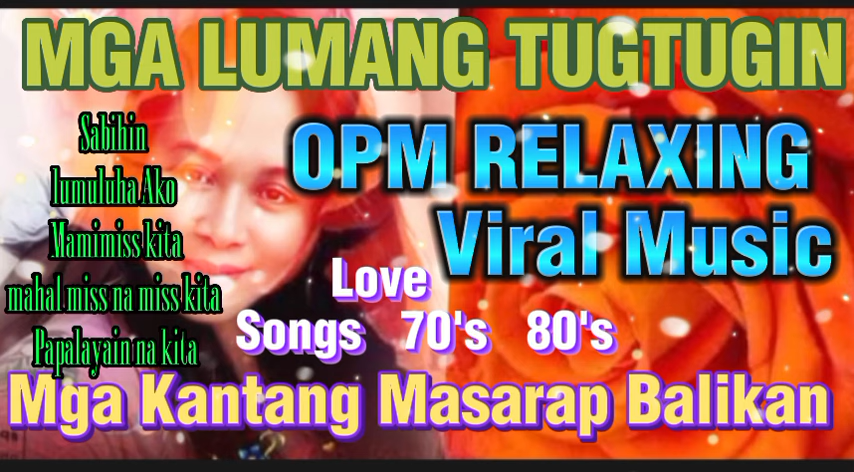 MGA LUMANG TUGTUGIN
OPM RELAXING
Viral Music
Sabihin
lumuluha Ako
Mamimiss kita
mahal miss na miss kita
Papalayain na kita
Love
Songs 70's 80's
Mga Kantang Masarap Balikan